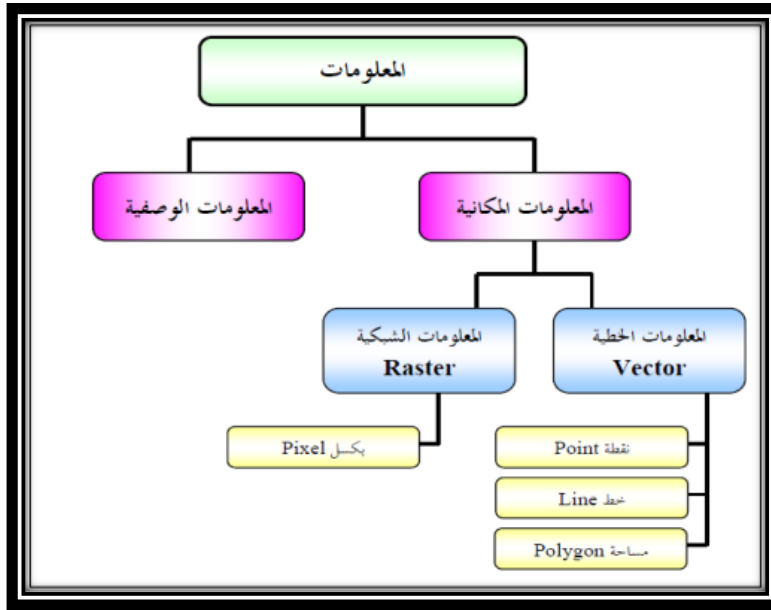 المعلومات
المعلومات المكانية
المعلومات الوصفية
المعلومات الخطية
Vector
المعلومات الشبكية
Raster
نقطة Point
خط Line
مساحة Polygon
بكسل Pixel